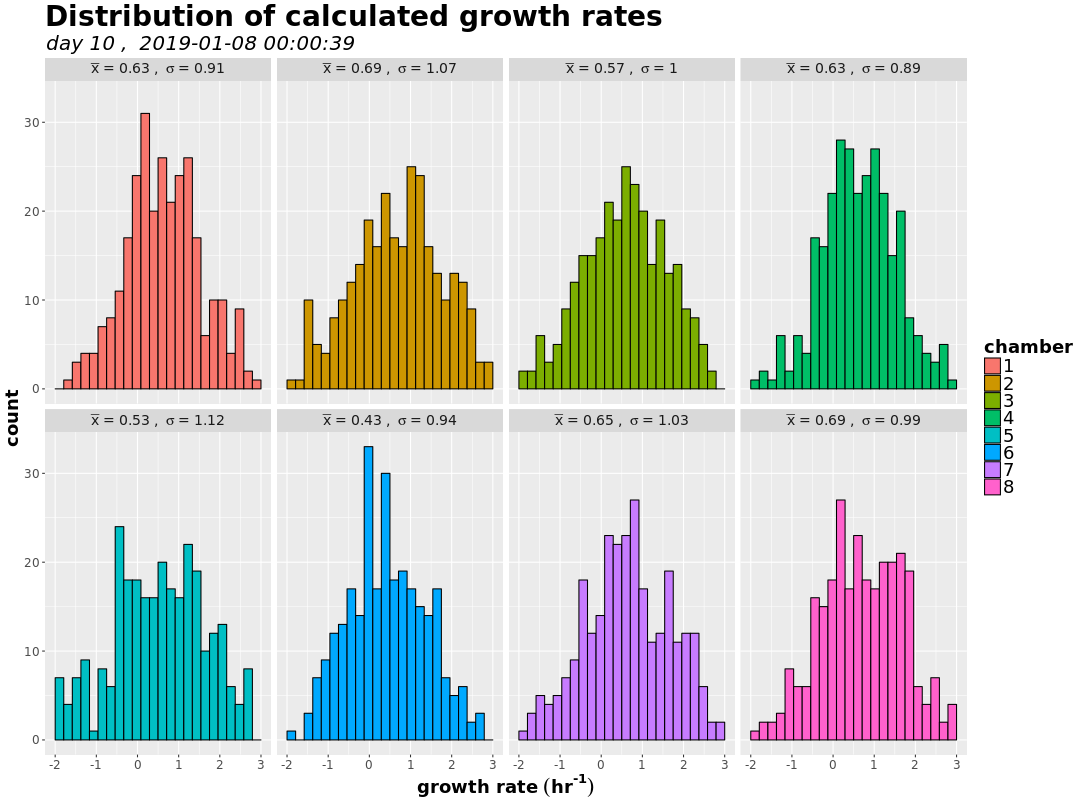 Distribution of calculated growth rates
day 10 ,  2019-01-08 00:00:39
x̅ = 0.63 ,  σ = 0.91
x̅ = 0.69 ,  σ = 1.07
x̅ = 0.57 ,  σ = 1
x̅ = 0.63 ,  σ = 0.89
30
20
10
0
x̅ = 0.53 ,  σ = 1.12
x̅ = 0.43 ,  σ = 0.94
x̅ = 0.65 ,  σ = 1.03
x̅ = 0.69 ,  σ = 0.99
30
20
10
0
-2 -1 0 1 2 3
-2 -1 0 1 2 3
-2 -1 0 1 2 3
-2 -1 0 1 2 3
growth rate (hr⁻¹)
count
chamber
1
2
3
4
5
6
7
8